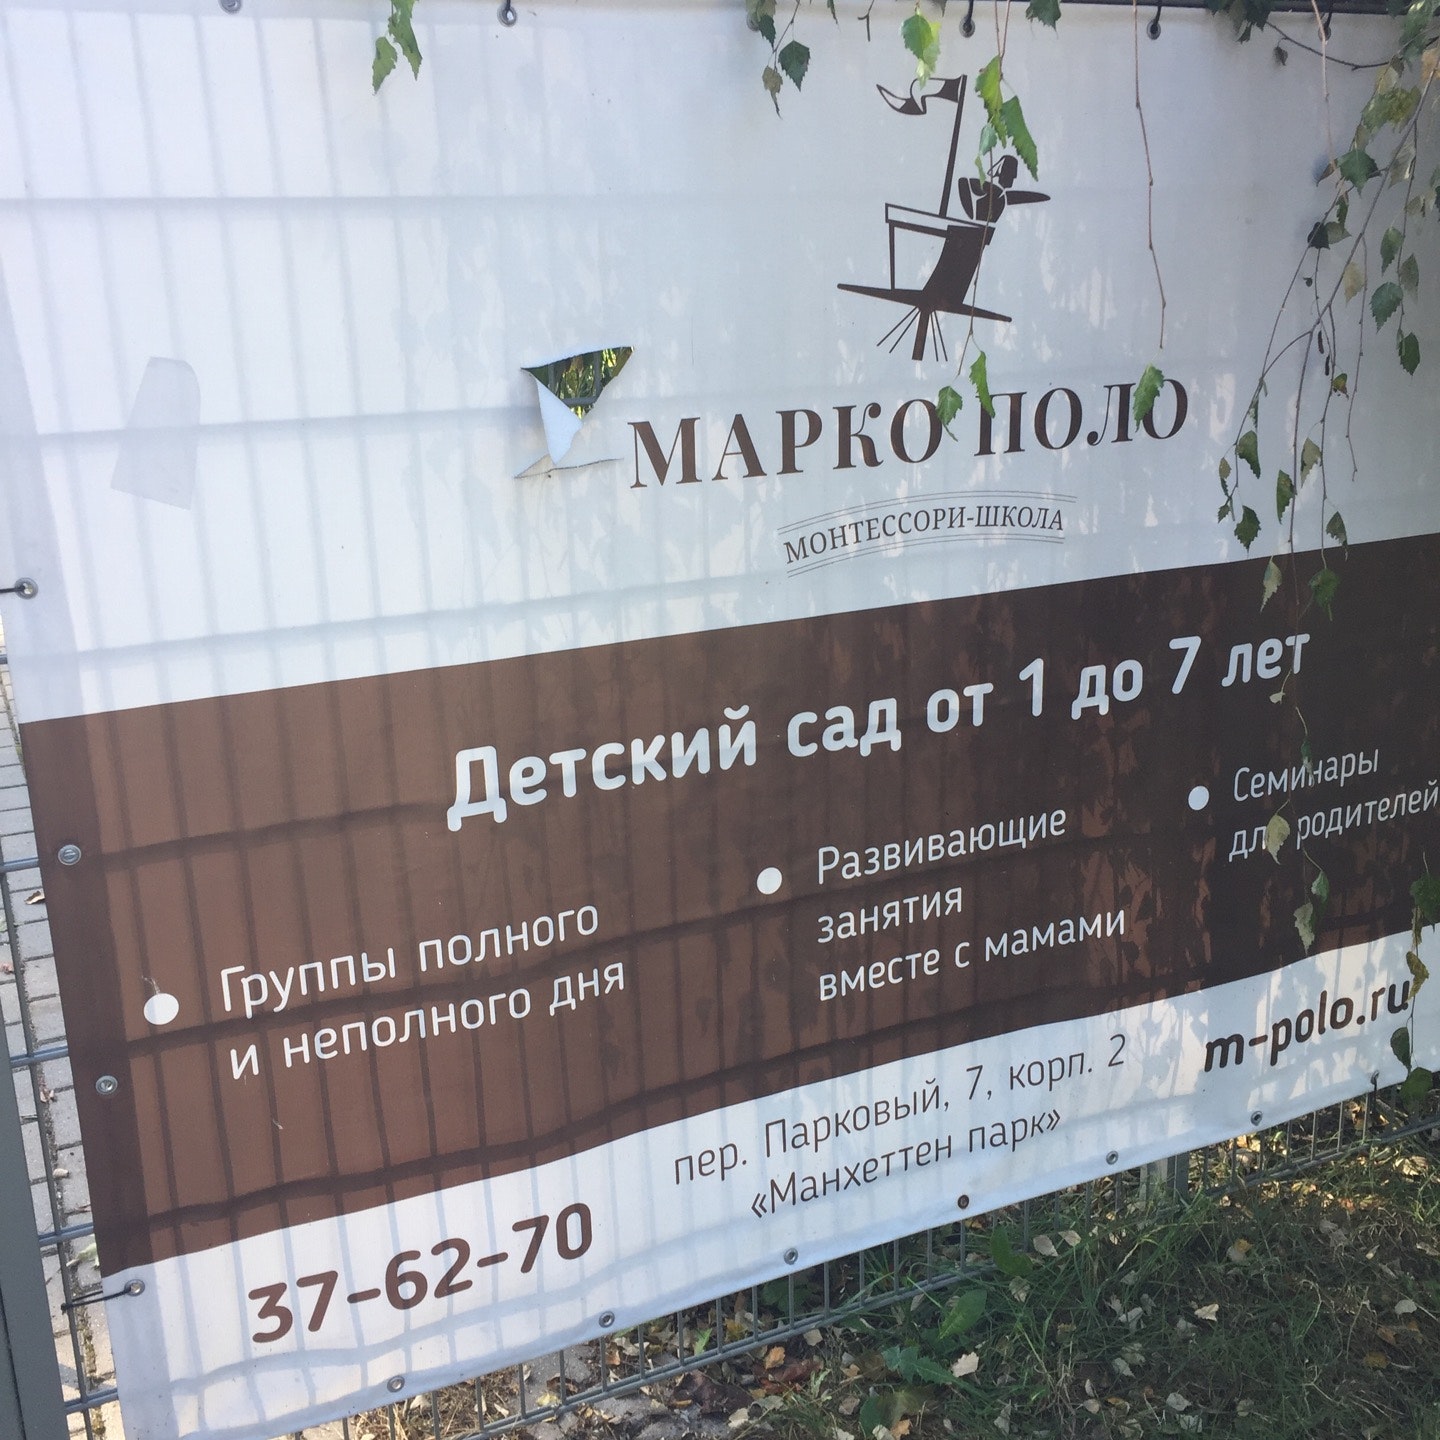 МАРКО ПОЛО
МОНТЕССОРИ-ШКОЛА
Детский сад от 1 до 7 лет
Группы полного
и неполного дня
Развивающие
занятия
вместе с мамами
Семинары
для родителей
37-62-70
пер. Парковый, 7, корп. 2
«Манхеттен парк»
m-polo.ru